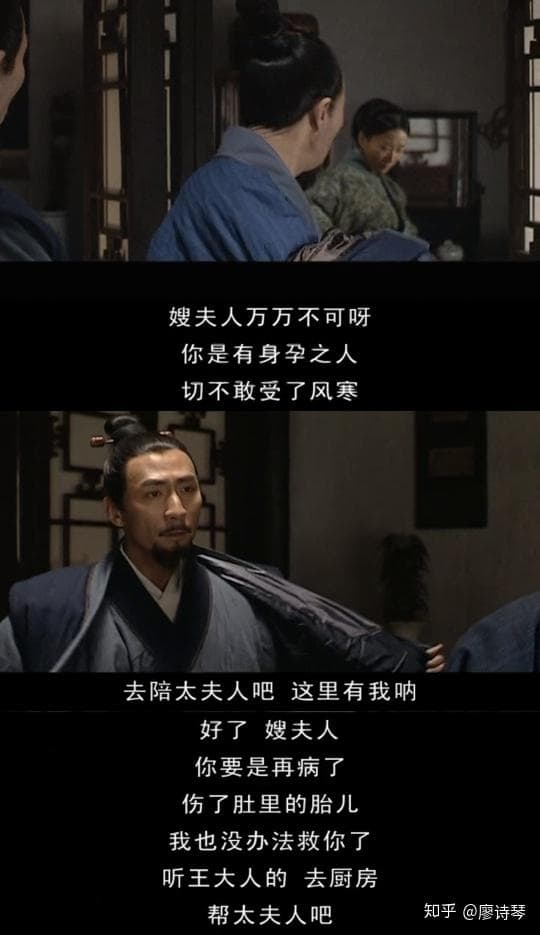 嫂夫人万万不可呀
你是有身孕之人
切不敢受了风寒
去陪太夫人吧 这里有我呐
好了 嫂夫人
你要是再病了
伤了肚里的胎儿
我也没办法救你了
听王大人的 去厨房
帮太夫人吧
知乎 @廖诗琴